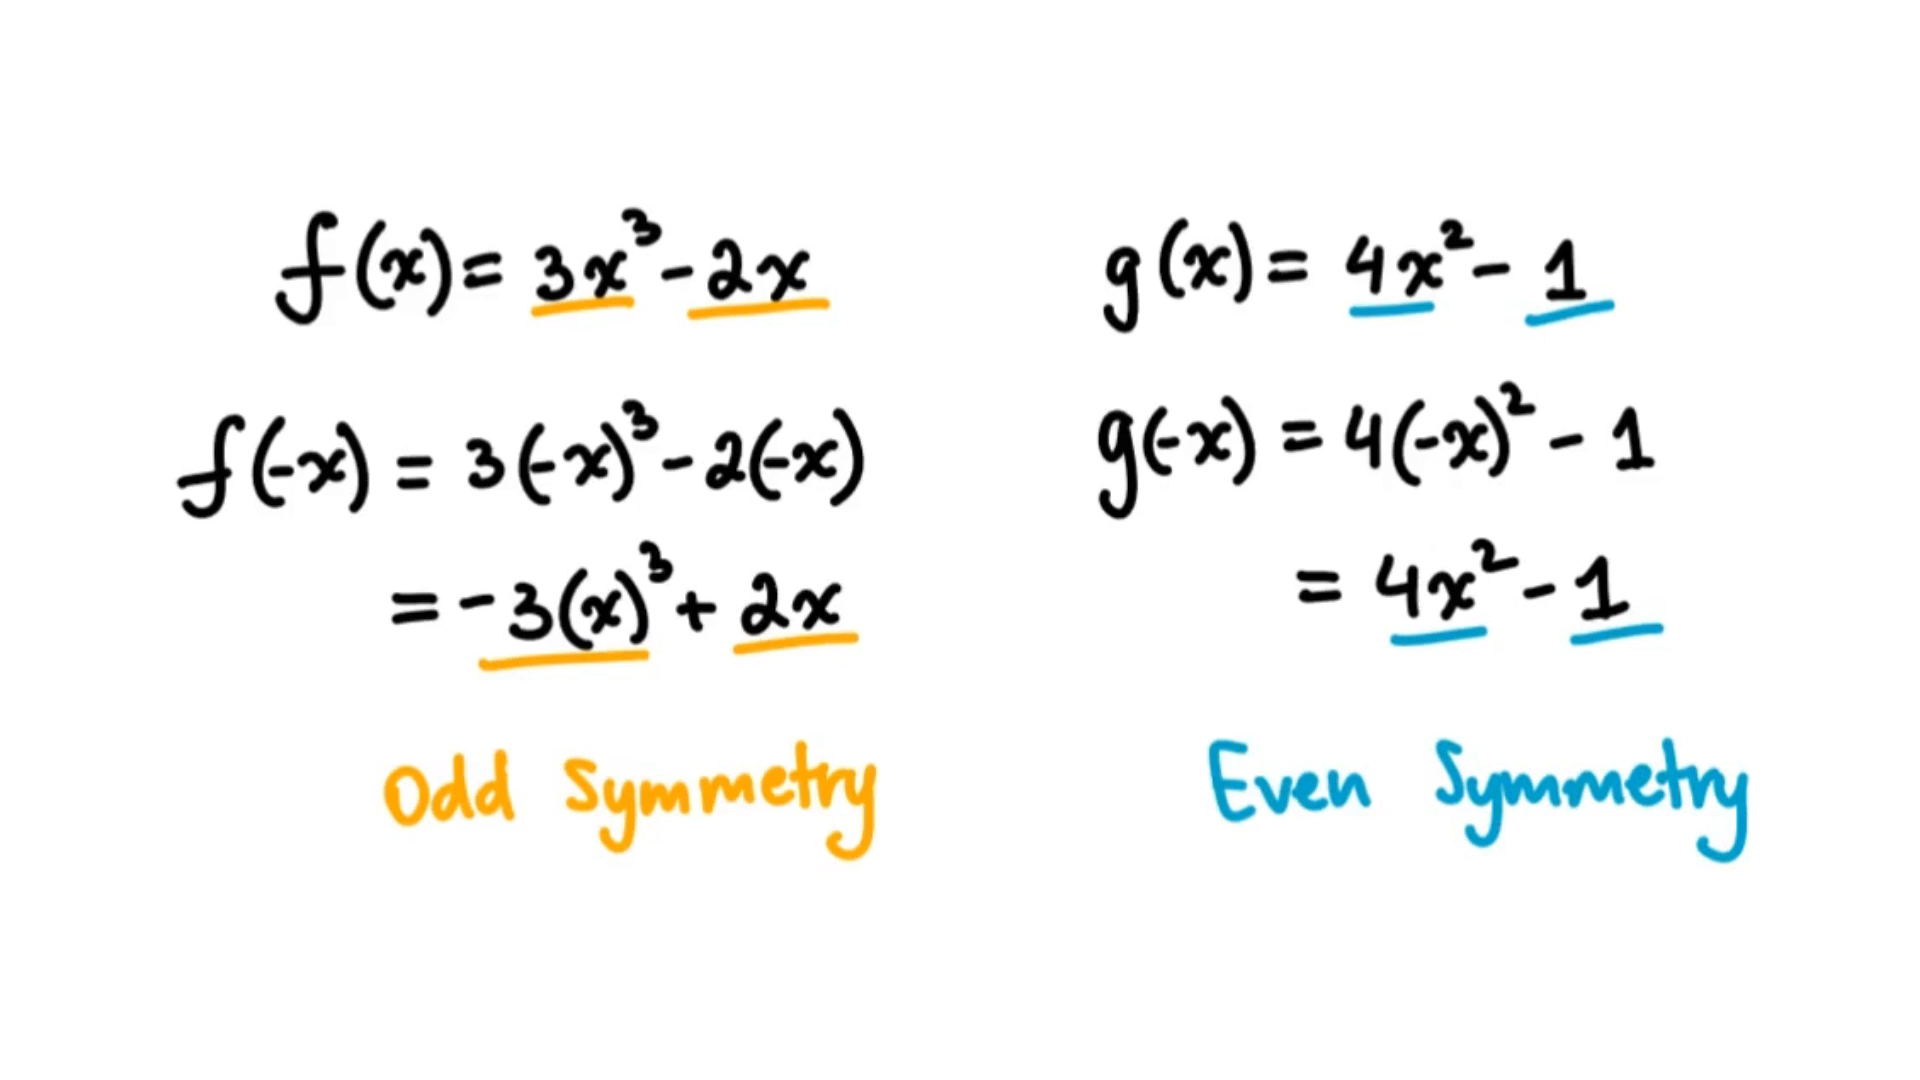 f(x) = 3x³ - 2x
f(-x) = 3(-x)³ - 2(-x)
= -3(x)³ + 2x
Odd Symmetry
g(x) = 4x² - 1
g(-x) = 4(-x)² - 1
= 4x² - 1
Even Symmetry